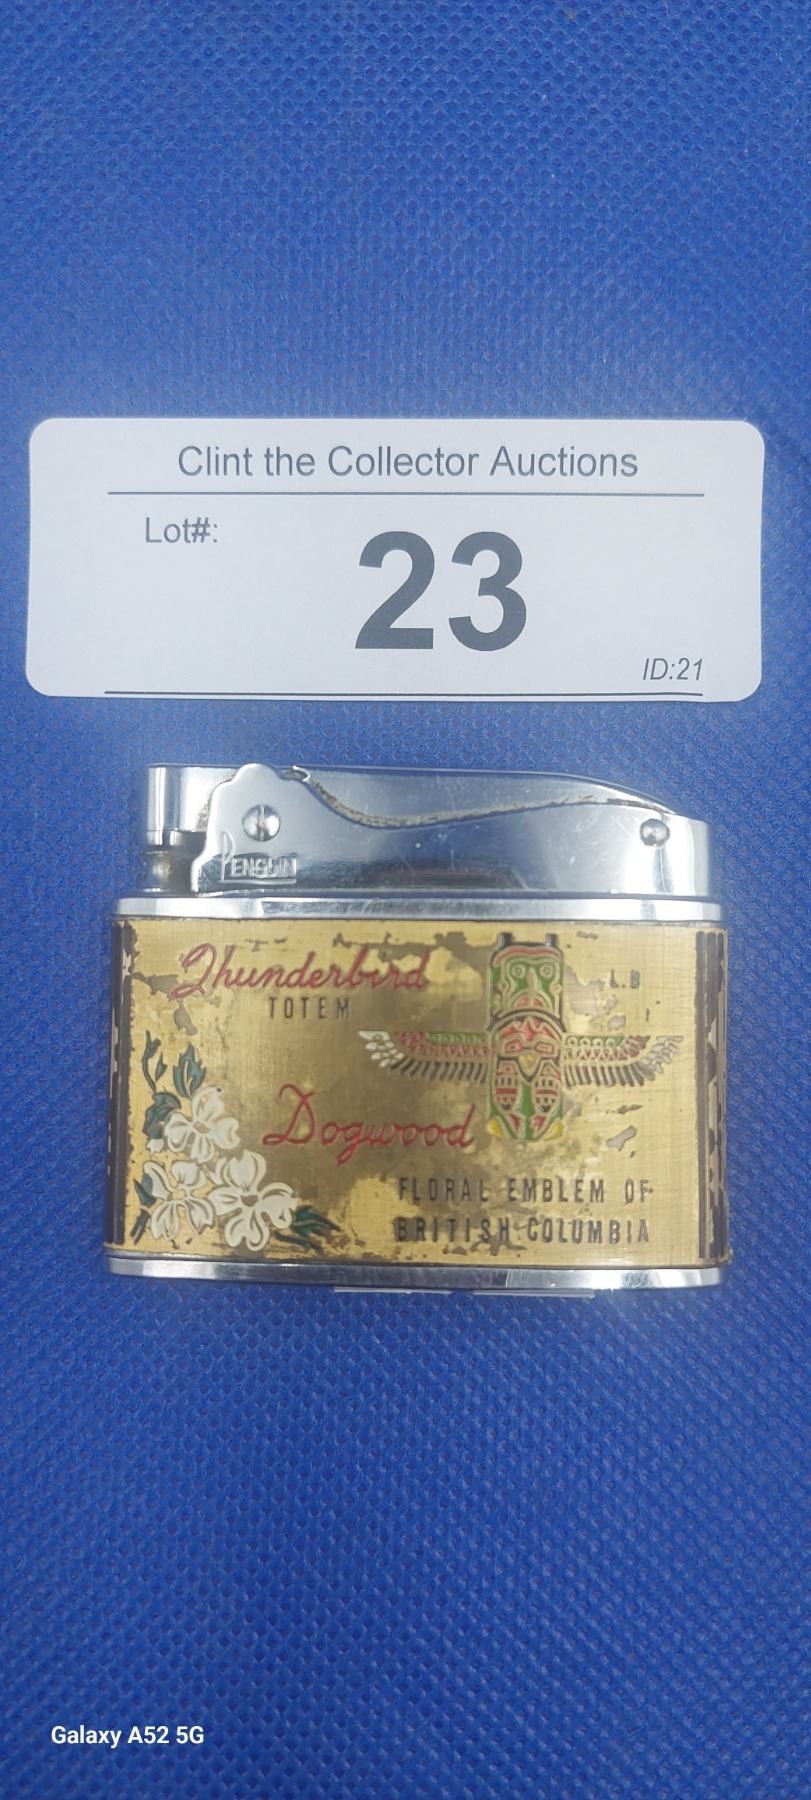 Clint the Collector Auctions
Lot#:
23
ID:21
PENGUIN
Thunderbird
TOTEM
L.B
Dogwood
FLORAL EMBLEM OF
BRITISH COLUMBIA
Galaxy A52 5G